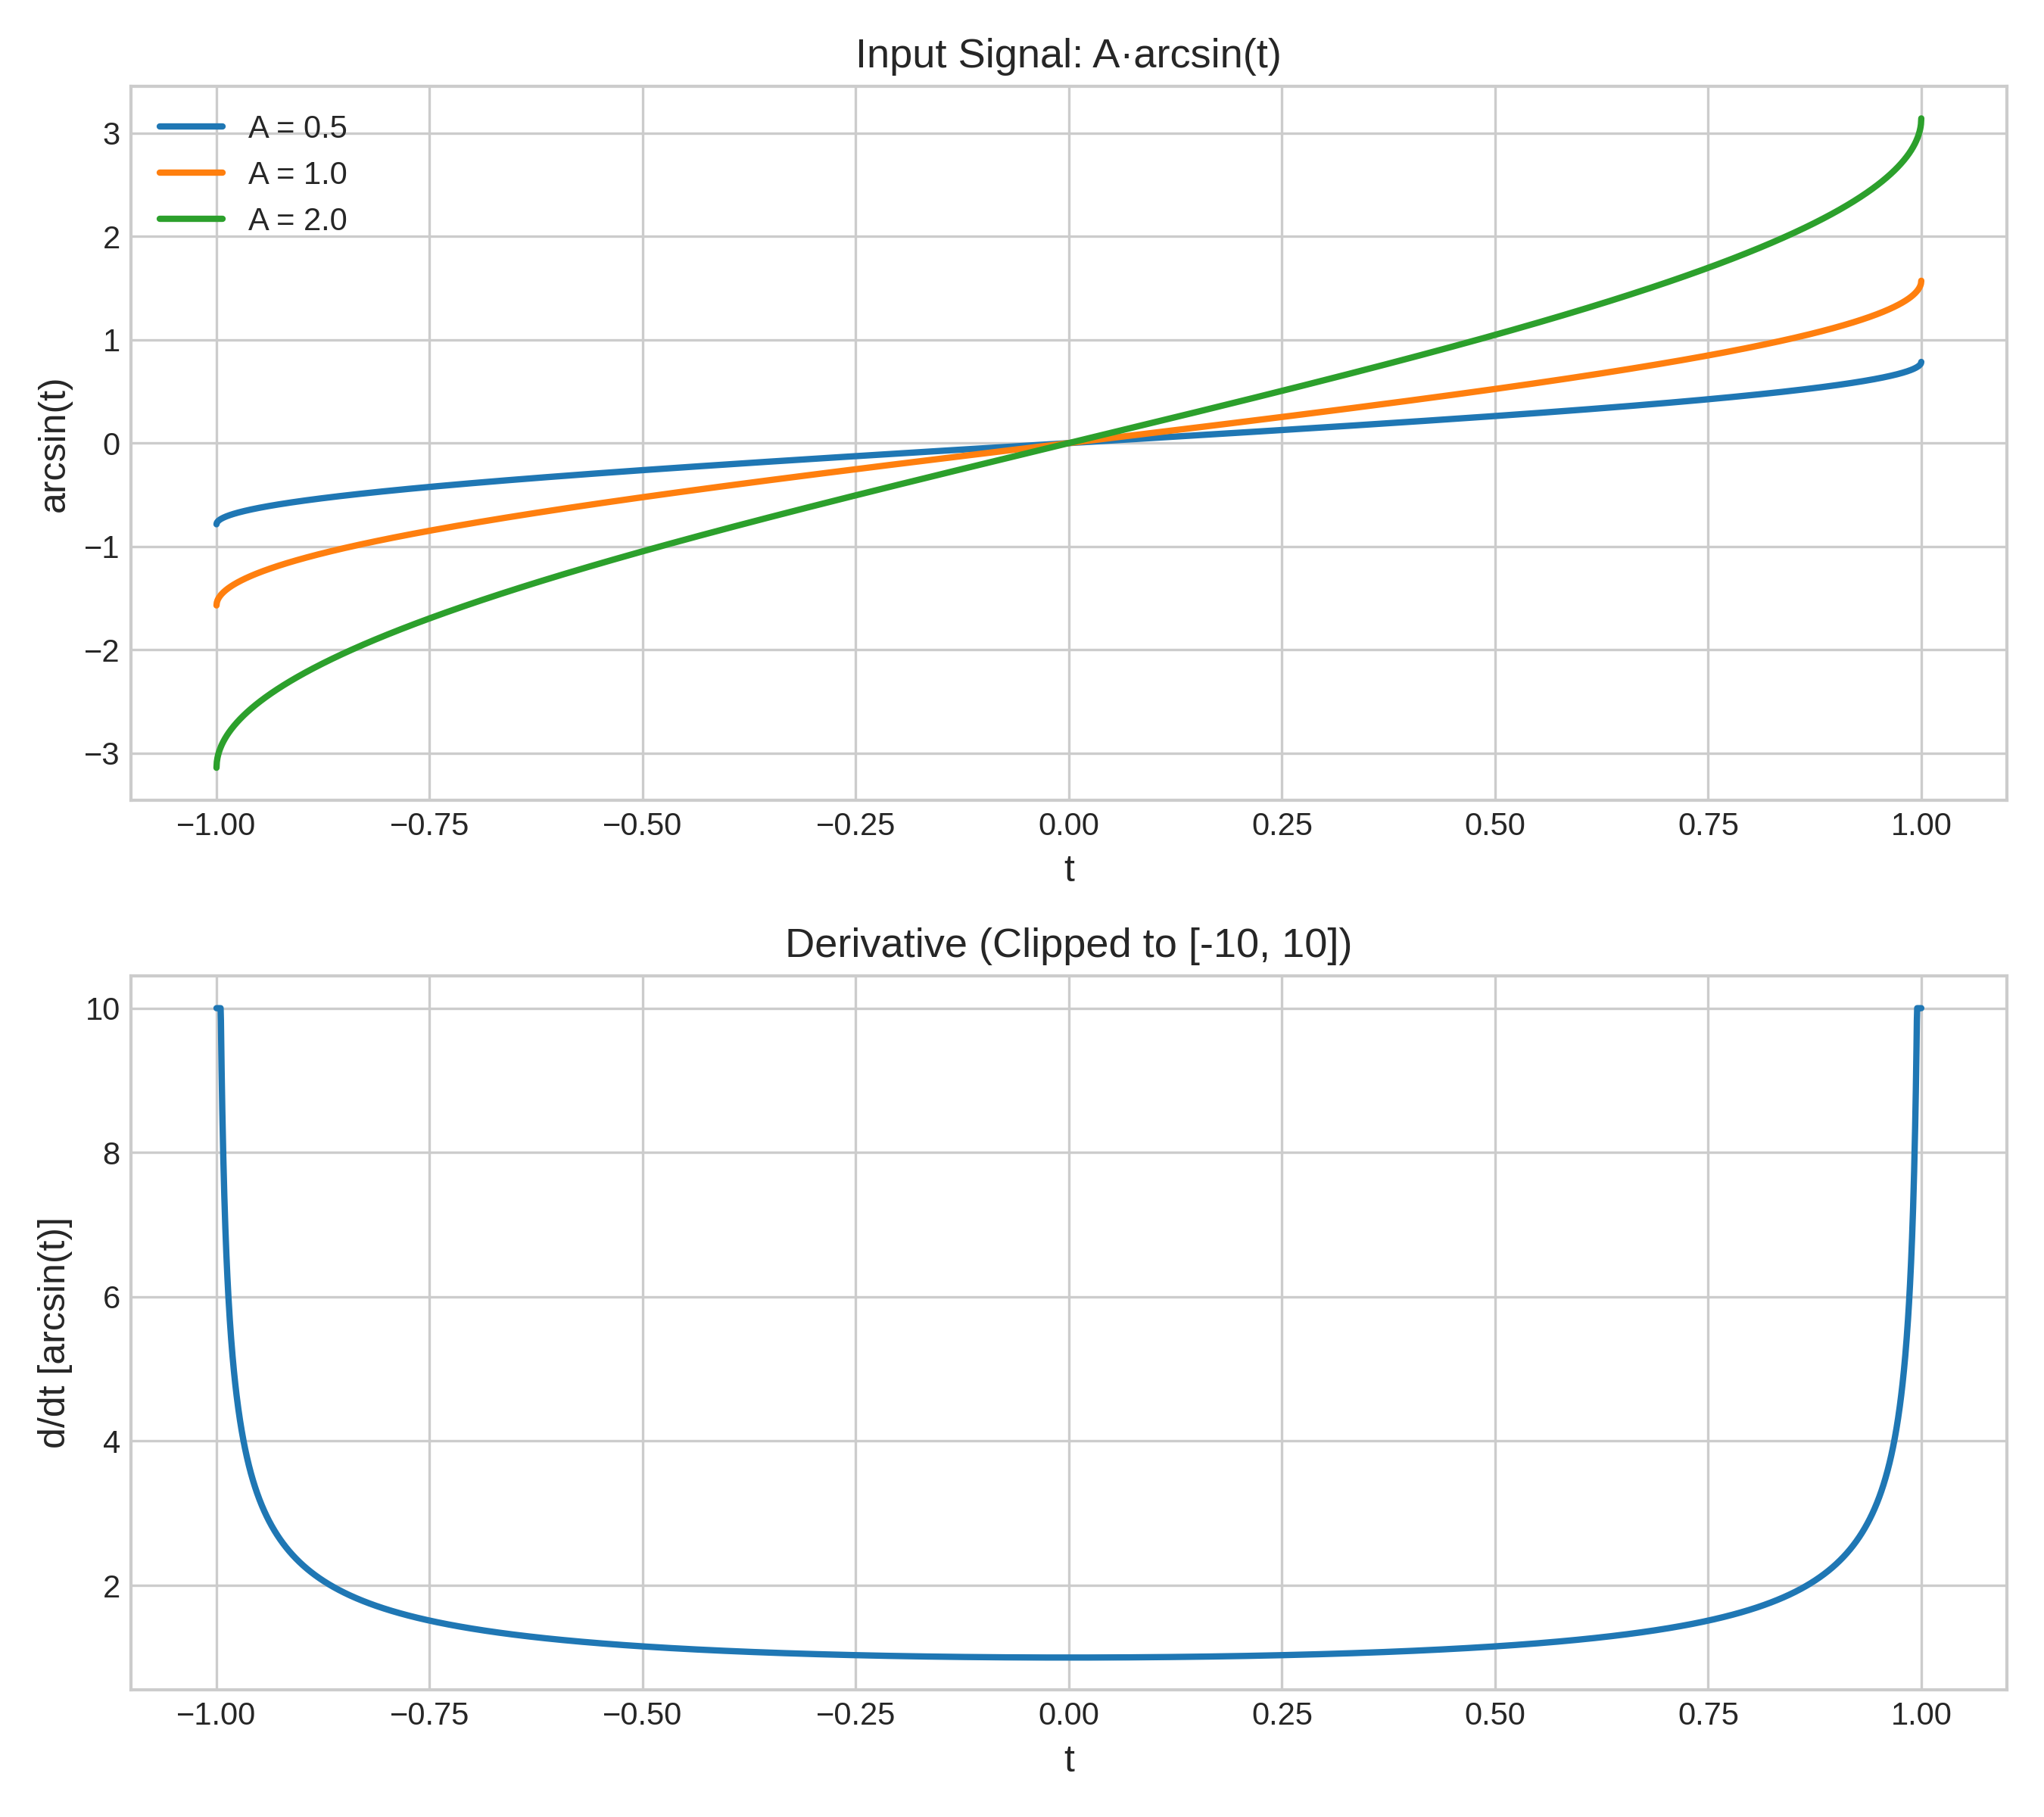 Input Signal: A·arcsin(t)
A = 0.5
A = 1.0
A = 2.0
arcsin(t)
3
2
1
0
−1
−2
−3
−1.00 −0.75 −0.50 −0.25 0.00 0.25 0.50 0.75 1.00
t
Derivative (Clipped to [-10, 10])
d/dt [arcsin(t)]
10
8
6
4
2
−1.00 −0.75 −0.50 −0.25 0.00 0.25 0.50 0.75 1.00
t